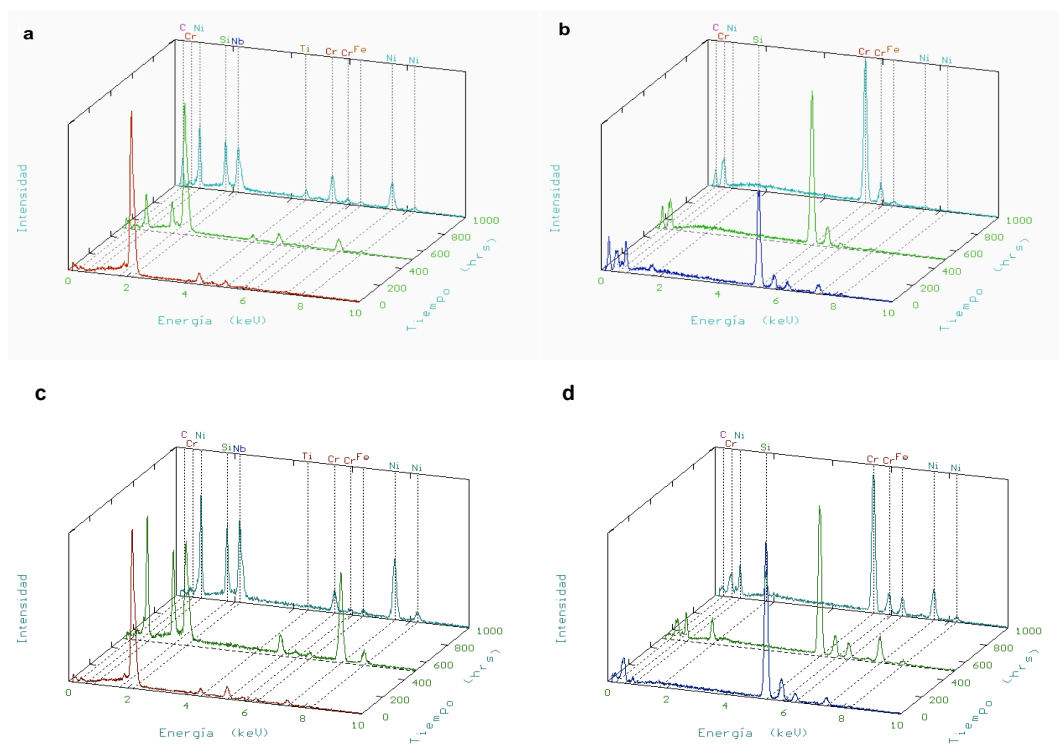 a
C
Ni
Cr
Si Nb
Ti
Cr Cr Fe
Ni Ni
Intensidad
0 2 4 6 8 10
Energía (keV)
0 200 400 600 800 1000
Tiempo (hrs)
b
C
Ni
Cr
Si
Cr
Cr Fe
Ni Ni
Intensidad
0 2 4 6 8 10
Energía (keV)
0 200 400 600 800 1000
Tiempo (hrs)
c
C Ni
Cr
Si Nb
Ti
Cr Cr Fe
Ni Ni
Intensidad
0 2 4 6 8 10
Energía (keV)
0 200 400 600 800 1000
Tiempo (hrs)
d
C Ni
Cr
Si
Cr Cr Fe
Ni Ni
Intensidad
0 2 4 6 8 10
Energía (keV)
0 200 400 600 800 1000
Tiempo (hrs)